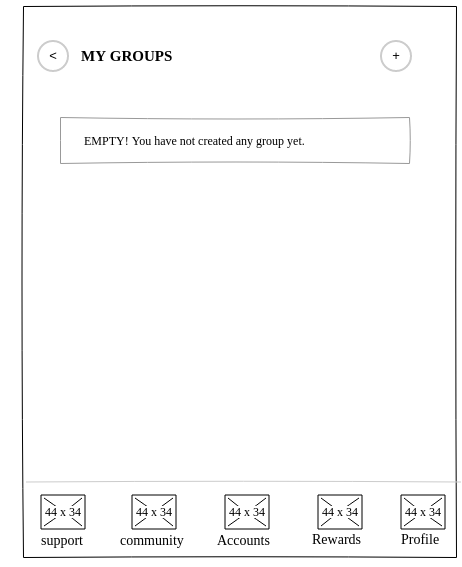 < MY GROUPS +
EMPTY! You have not created any group yet.
44 x 34 44 x 34 44 x 34 44 x 34 44 x 34
support community Accounts Rewards Profile